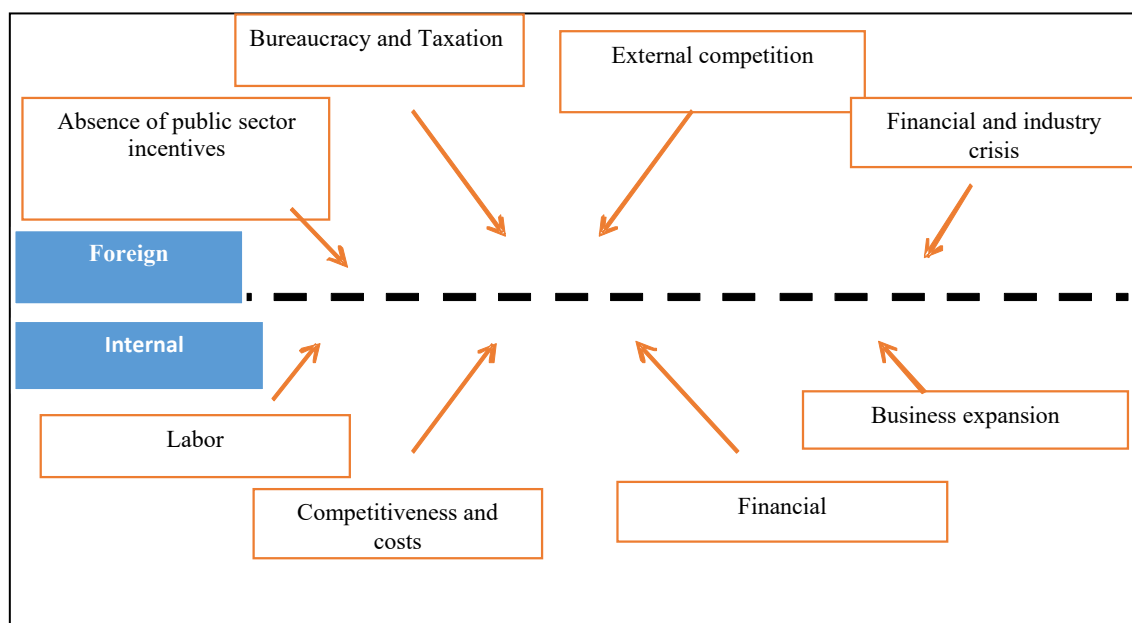 Bureaucracy and Taxation
External competition
Absence of public sector
incentives
Financial and industry
crisis
Foreign
Internal
Labor
Business expansion
Competitiveness and
costs
Financial